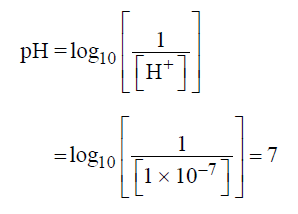 pH = log₁₀ [ 1 / [H⁺] ]
= log₁₀ [ 1 / [1 × 10⁻⁷] ] = 7